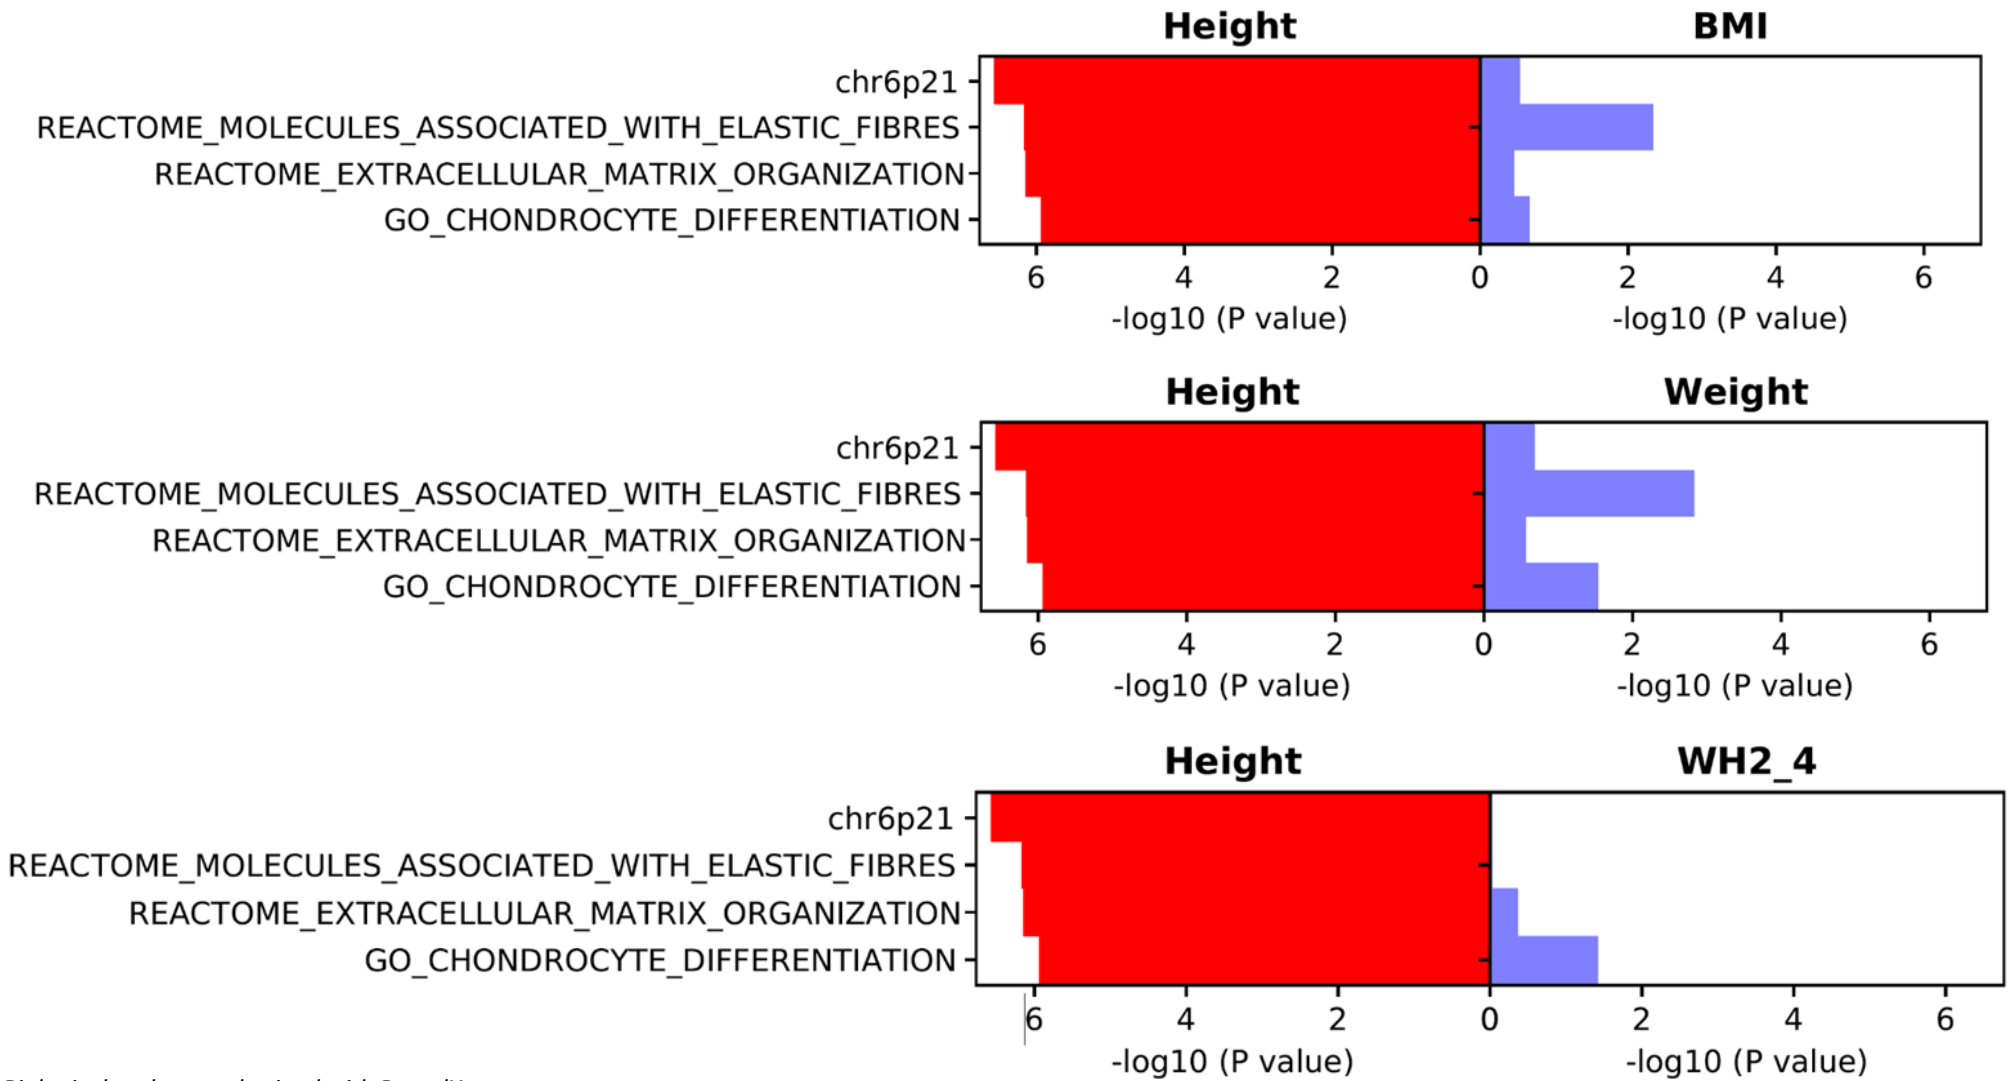 Height BMI
chr6p21
REACTOME_MOLECULES_ASSOCIATED_WITH_ELASTIC_FIBRES
REACTOME_EXTRACELLULAR_MATRIX_ORGANIZATION
GO_CHONDROCYTE_DIFFERENTIATION
6 4 2 0 2 4 6
-log10 (P value) -log10 (P value)
Height Weight
chr6p21
REACTOME_MOLECULES_ASSOCIATED_WITH_ELASTIC_FIBRES
REACTOME_EXTRACELLULAR_MATRIX_ORGANIZATION
GO_CHONDROCYTE_DIFFERENTIATION
6 4 2 0 2 4 6
-log10 (P value) -log10 (P value)
Height WH2_4
chr6p21
REACTOME_MOLECULES_ASSOCIATED_WITH_ELASTIC_FIBRES
REACTOME_EXTRACELLULAR_MATRIX_ORGANIZATION
GO_CHONDROCYTE_DIFFERENTIATION
6 4 2 0 2 4 6
-log10 (P value) -log10 (P value)